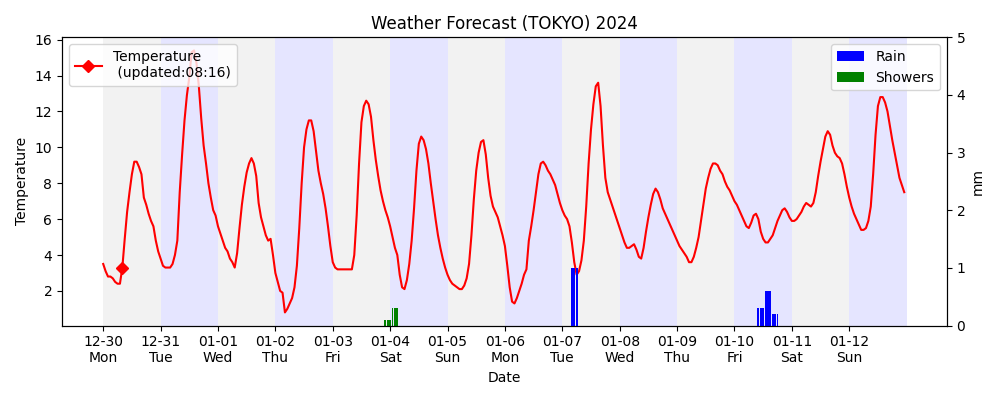 Weather Forecast (TOKYO) 2024
Temperature
(updated:08:16)
Rain
Showers
16
14
12
10
8
6
4
2
Temperature
5
4
3
2
1
0
mm
12-30 12-31 01-01 01-02 01-03 01-04 01-05 01-06 01-07 01-08 01-09 01-10 01-11 01-12
Mon Tue Wed Thu Fri Sat Sun Mon Tue Wed Thu Fri Sat Sun
Date